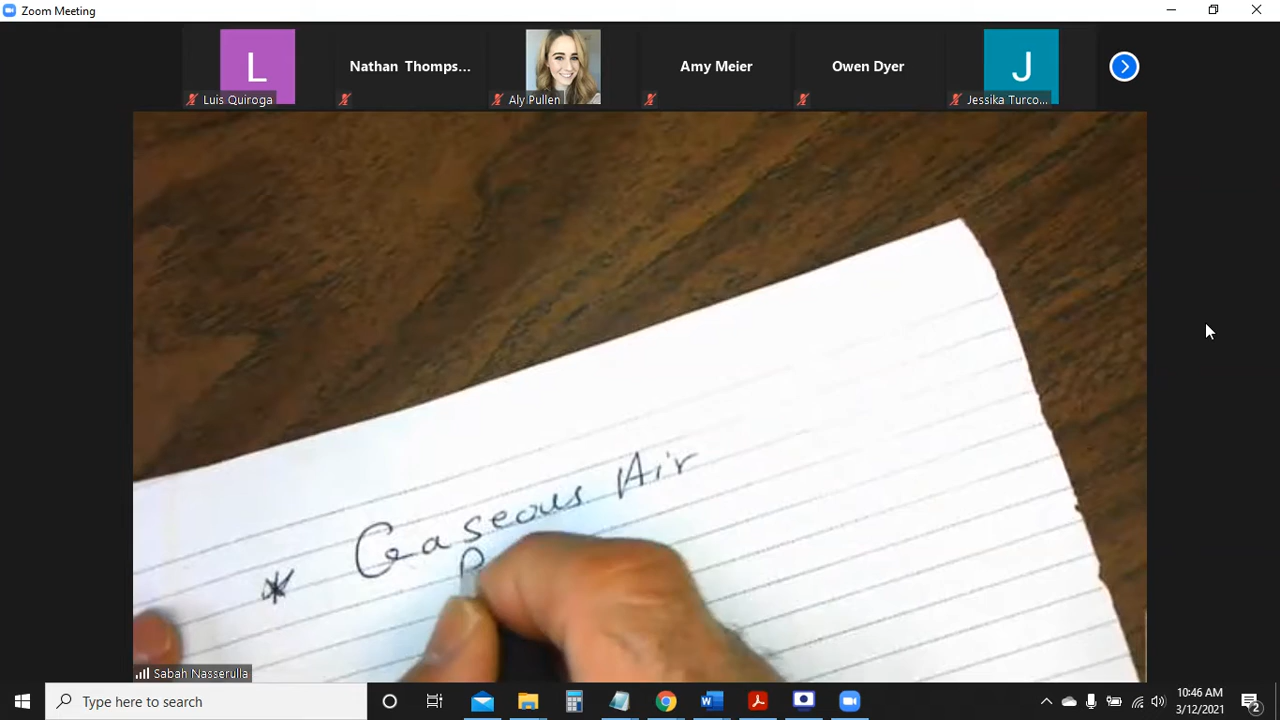 Zoom Meeting
L
Luis Quiroga
Nathan Thomps...
Aly Pullen
Amy Meier
Owen Dyer
J
Jessika Turco...
* Gaseous Air
P
Sabah Nasserulla
Type here to search
10:46 AM
3/12/2021
2